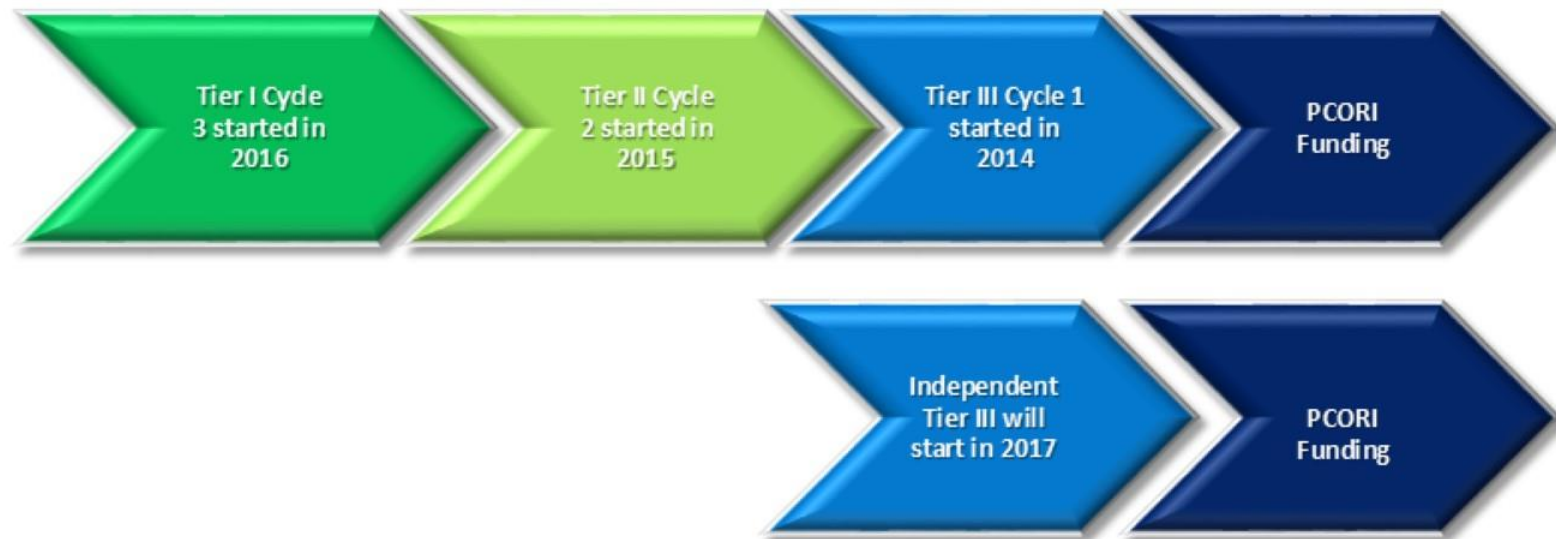 Tier I Cycle
3 started in
2016
Tier II Cycle
2 started in
2015
Tier III Cycle 1
started in
2014
PCORI
Funding
Independent
Tier III will
start in 2017
PCORI
Funding